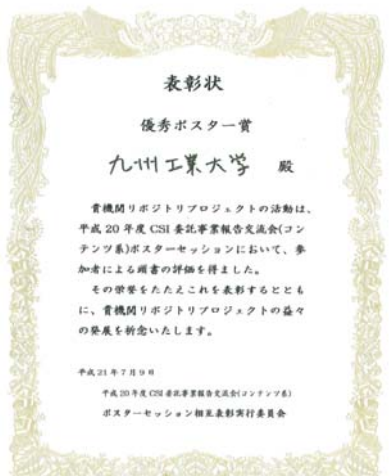 表彰状
優秀ポスター賞
九州工業大学 殿
貴機関リポジトリプロジェクトの活動は、
平成20年度CSI委託事業報告交流会(コン
テンツ系)ポスターセッションにおいて、参
加者による頭書の評価を得ました。
その栄誉をたたえこれを表彰するととも
に、貴機関リポジトリプロジェクトの益々
の発展を祈念いたします。
平成21年7月9日
平成20年度CSI委託事業報告交流会(コンテンツ系)
ポスターセッション相互表彰実行委員会